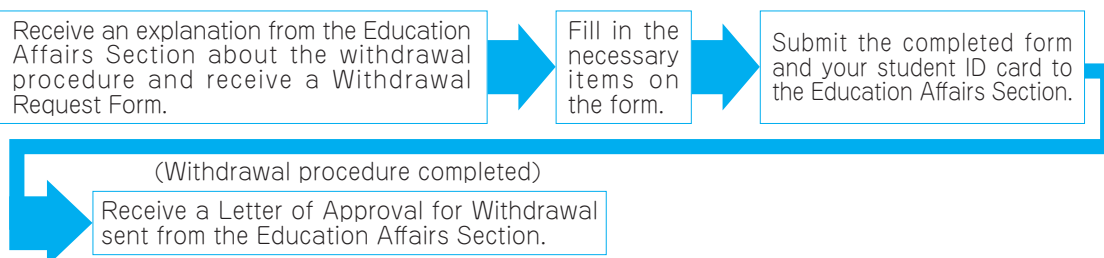 Receive an explanation from the Education
Affairs Section about the withdrawal
procedure and receive a Withdrawal
Request Form.
Fill in the
necessary
items on
the form.
Submit the completed form
and your student ID card to
the Education Affairs Section.
(Withdrawal procedure completed)
Receive a Letter of Approval for Withdrawal
sent from the Education Affairs Section.